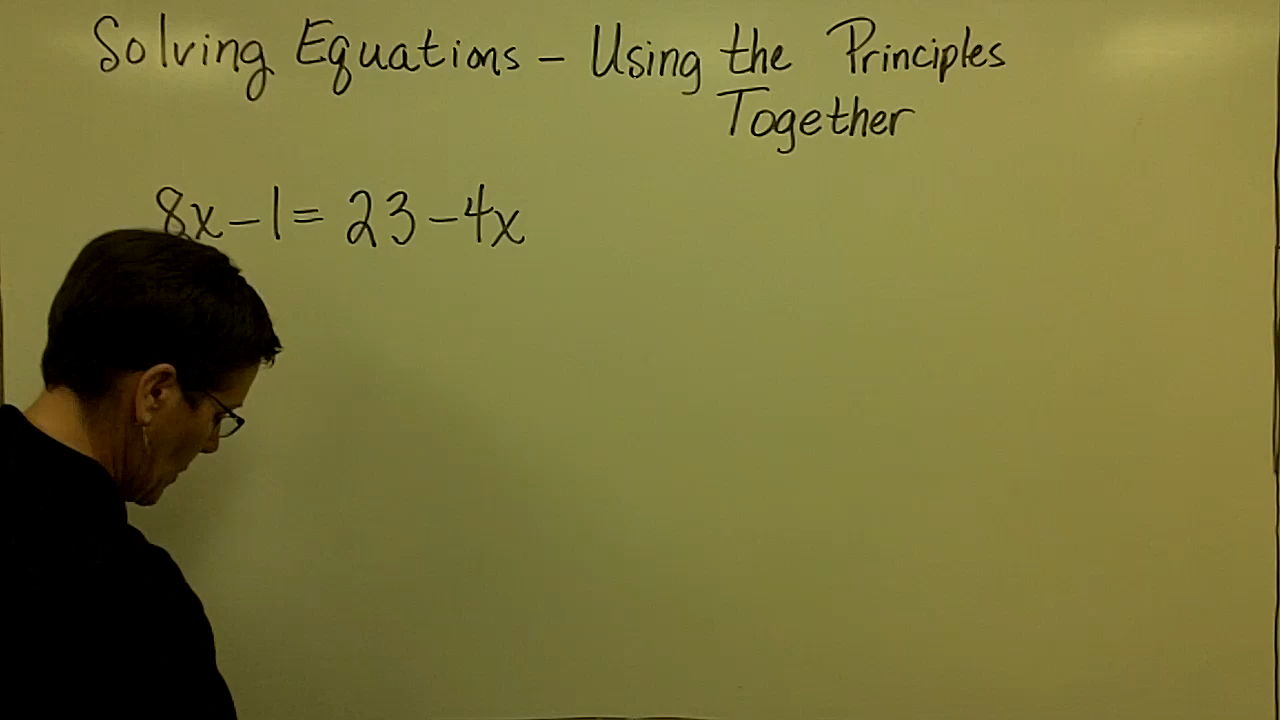 Solving Equations – Using the Principles
Together
8x – 1 = 23 – 4x